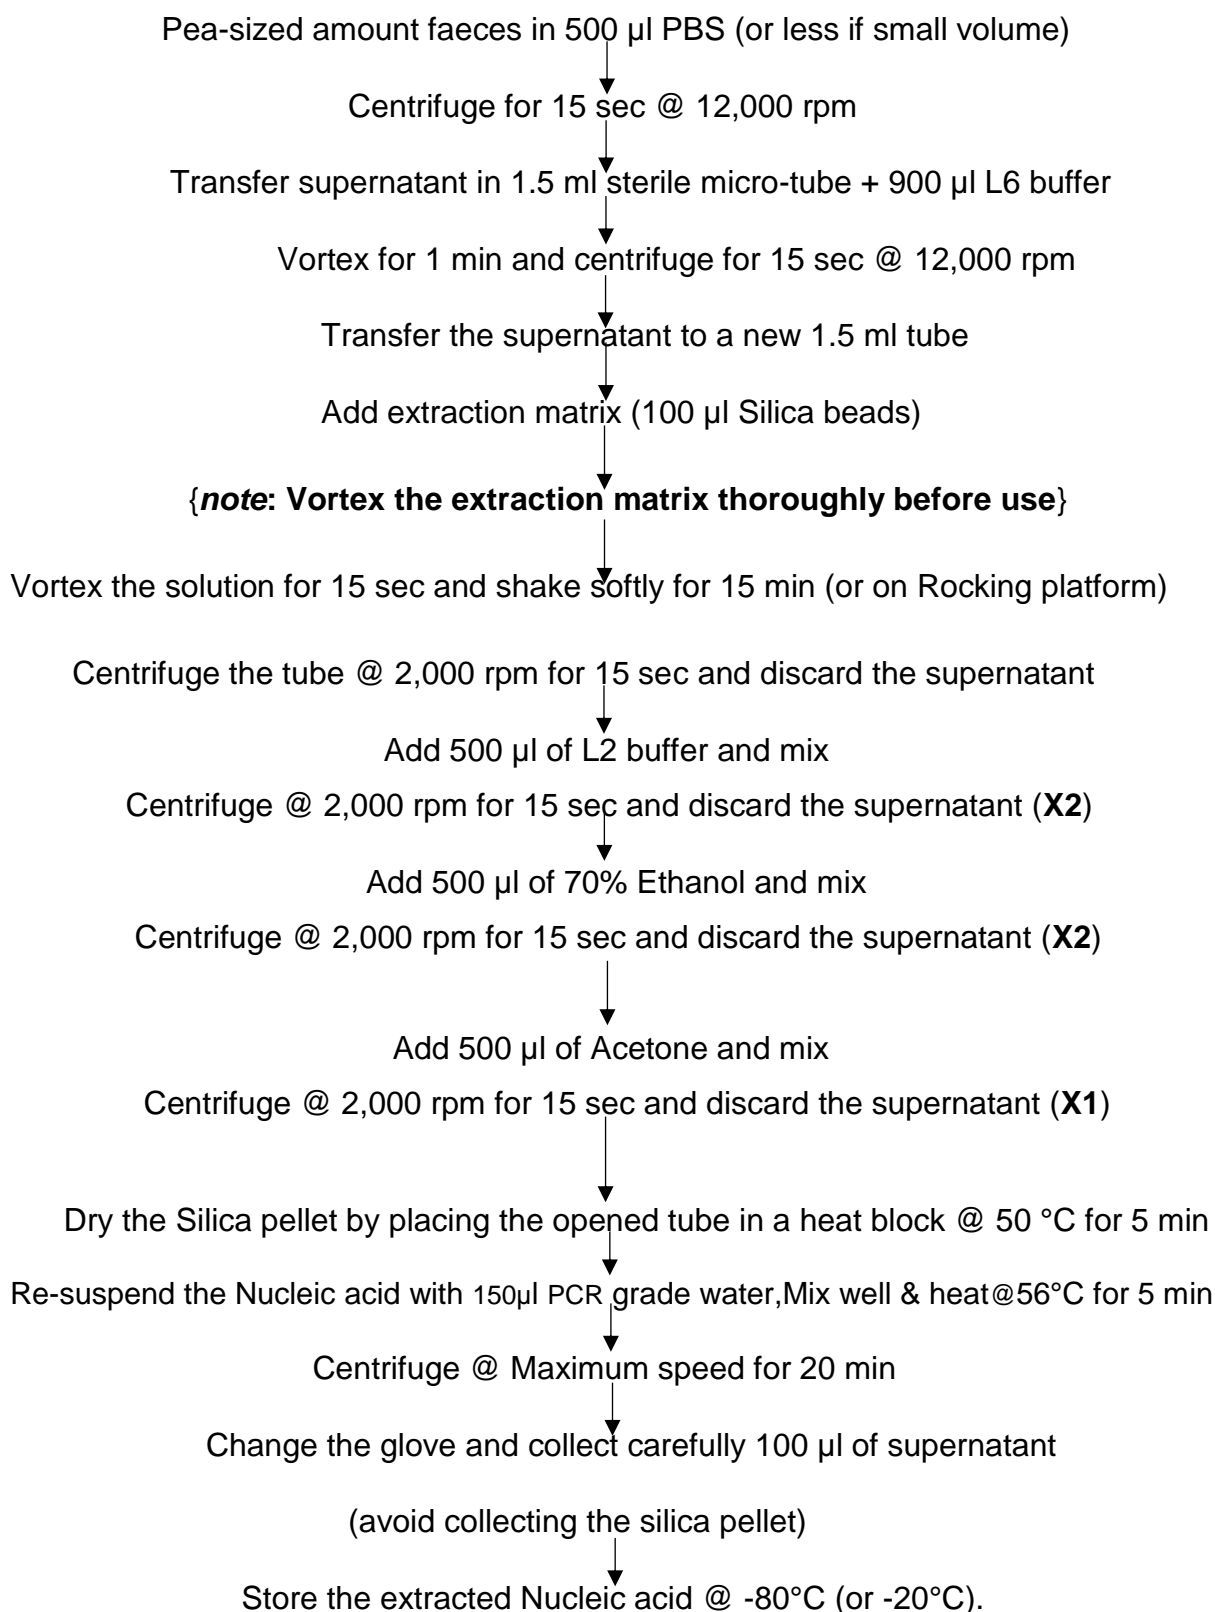 Pea-sized amount faeces in 500 µl PBS (or less if small volume)
Centrifuge for 15 sec @ 12,000 rpm
Transfer supernatant in 1.5 ml sterile micro-tube + 900 µl L6 buffer
Vortex for 1 min and centrifuge for 15 sec @ 12,000 rpm
Transfer the supernatant to a new 1.5 ml tube
Add extraction matrix (100 µl Silica beads)
{note: Vortex the extraction matrix thoroughly before use}
Vortex the solution for 15 sec and shake softly for 15 min (or on Rocking platform)
Centrifuge the tube @ 2,000 rpm for 15 sec and discard the supernatant
Add 500 µl of L2 buffer and mix
Centrifuge @ 2,000 rpm for 15 sec and discard the supernatant (X2)
Add 500 µl of 70% Ethanol and mix
Centrifuge @ 2,000 rpm for 15 sec and discard the supernatant (X2)
Add 500 µl of Acetone and mix
Centrifuge @ 2,000 rpm for 15 sec and discard the supernatant (X1)
Dry the Silica pellet by placing the opened tube in a heat block @ 50 °C for 5 min
Re-suspend the Nucleic acid with 150µl PCR grade water,Mix well & heat@56°C for 5 min
Centrifuge @ Maximum speed for 20 min
Change the glove and collect carefully 100 µl of supernatant
(avoid collecting the silica pellet)
Store the extracted Nucleic acid @ -80°C (or -20°C).